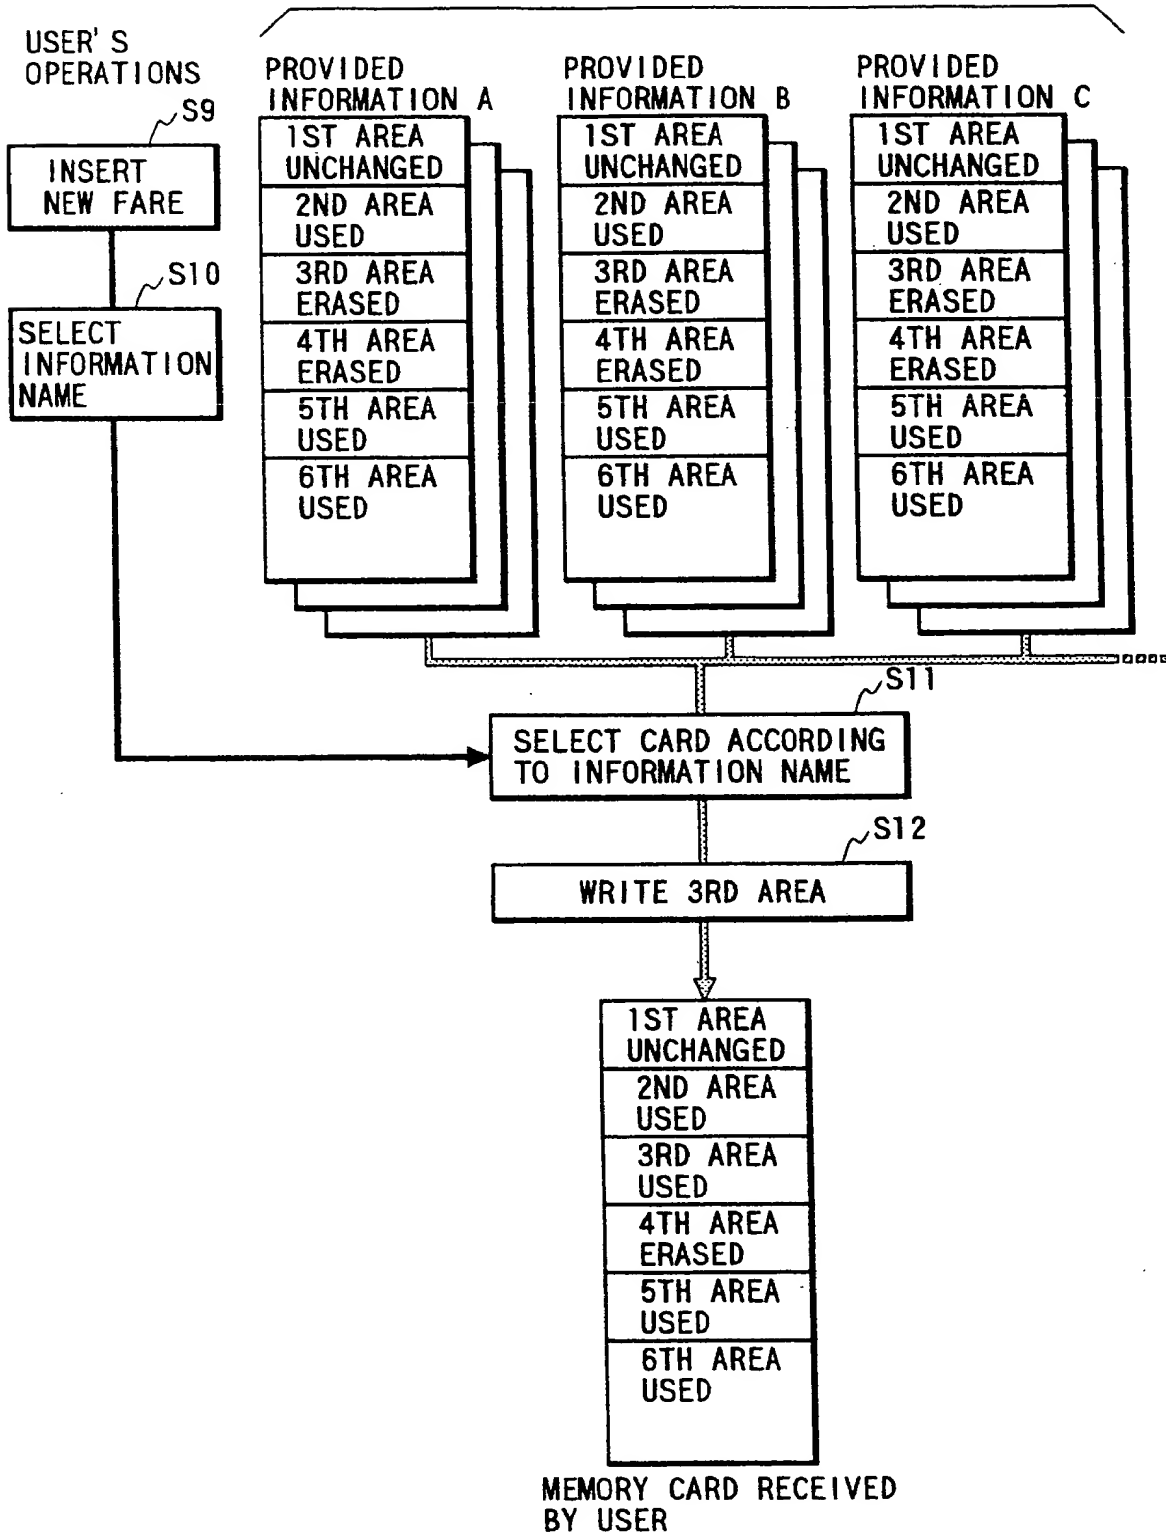 USER'S
OPERATIONS
S9
INSERT
NEW FARE
S10
SELECT
INFORMATION
NAME
PROVIDED
INFORMATION A
1ST AREA
UNCHANGED
2ND AREA
USED
3RD AREA
ERASED
4TH AREA
ERASED
5TH AREA
USED
6TH AREA
USED
PROVIDED
INFORMATION B
1ST AREA
UNCHANGED
2ND AREA
USED
3RD AREA
ERASED
4TH AREA
ERASED
5TH AREA
USED
6TH AREA
USED
PROVIDED
INFORMATION C
1ST AREA
UNCHANGED
2ND AREA
USED
3RD AREA
ERASED
4TH AREA
ERASED
5TH AREA
USED
6TH AREA
USED
S11
SELECT CARD ACCORDING
TO INFORMATION NAME
S12
WRITE 3RD AREA
1ST AREA
UNCHANGED
2ND AREA
USED
3RD AREA
USED
4TH AREA
ERASED
5TH AREA
USED
6TH AREA
USED
MEMORY CARD RECEIVED
BY USER